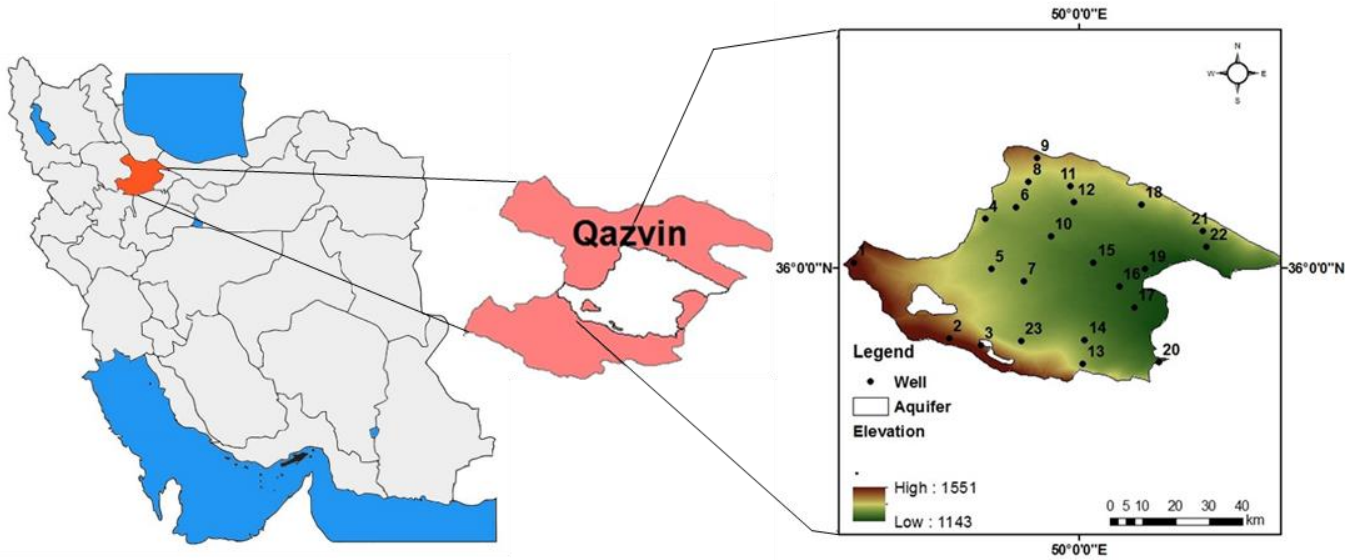 Qazvin
50°0'0"E
N
W E
S
9
8
11
6
12
18
4
21
10
22
1
15
5
19
36°0'0"N
36°0'0"N
7
16
17
2
3
23
14
13
20
Legend
Well
Aquifer
Elevation
High : 1551
Low : 1143
0 5 10 20 30 40
km
50°0'0"E